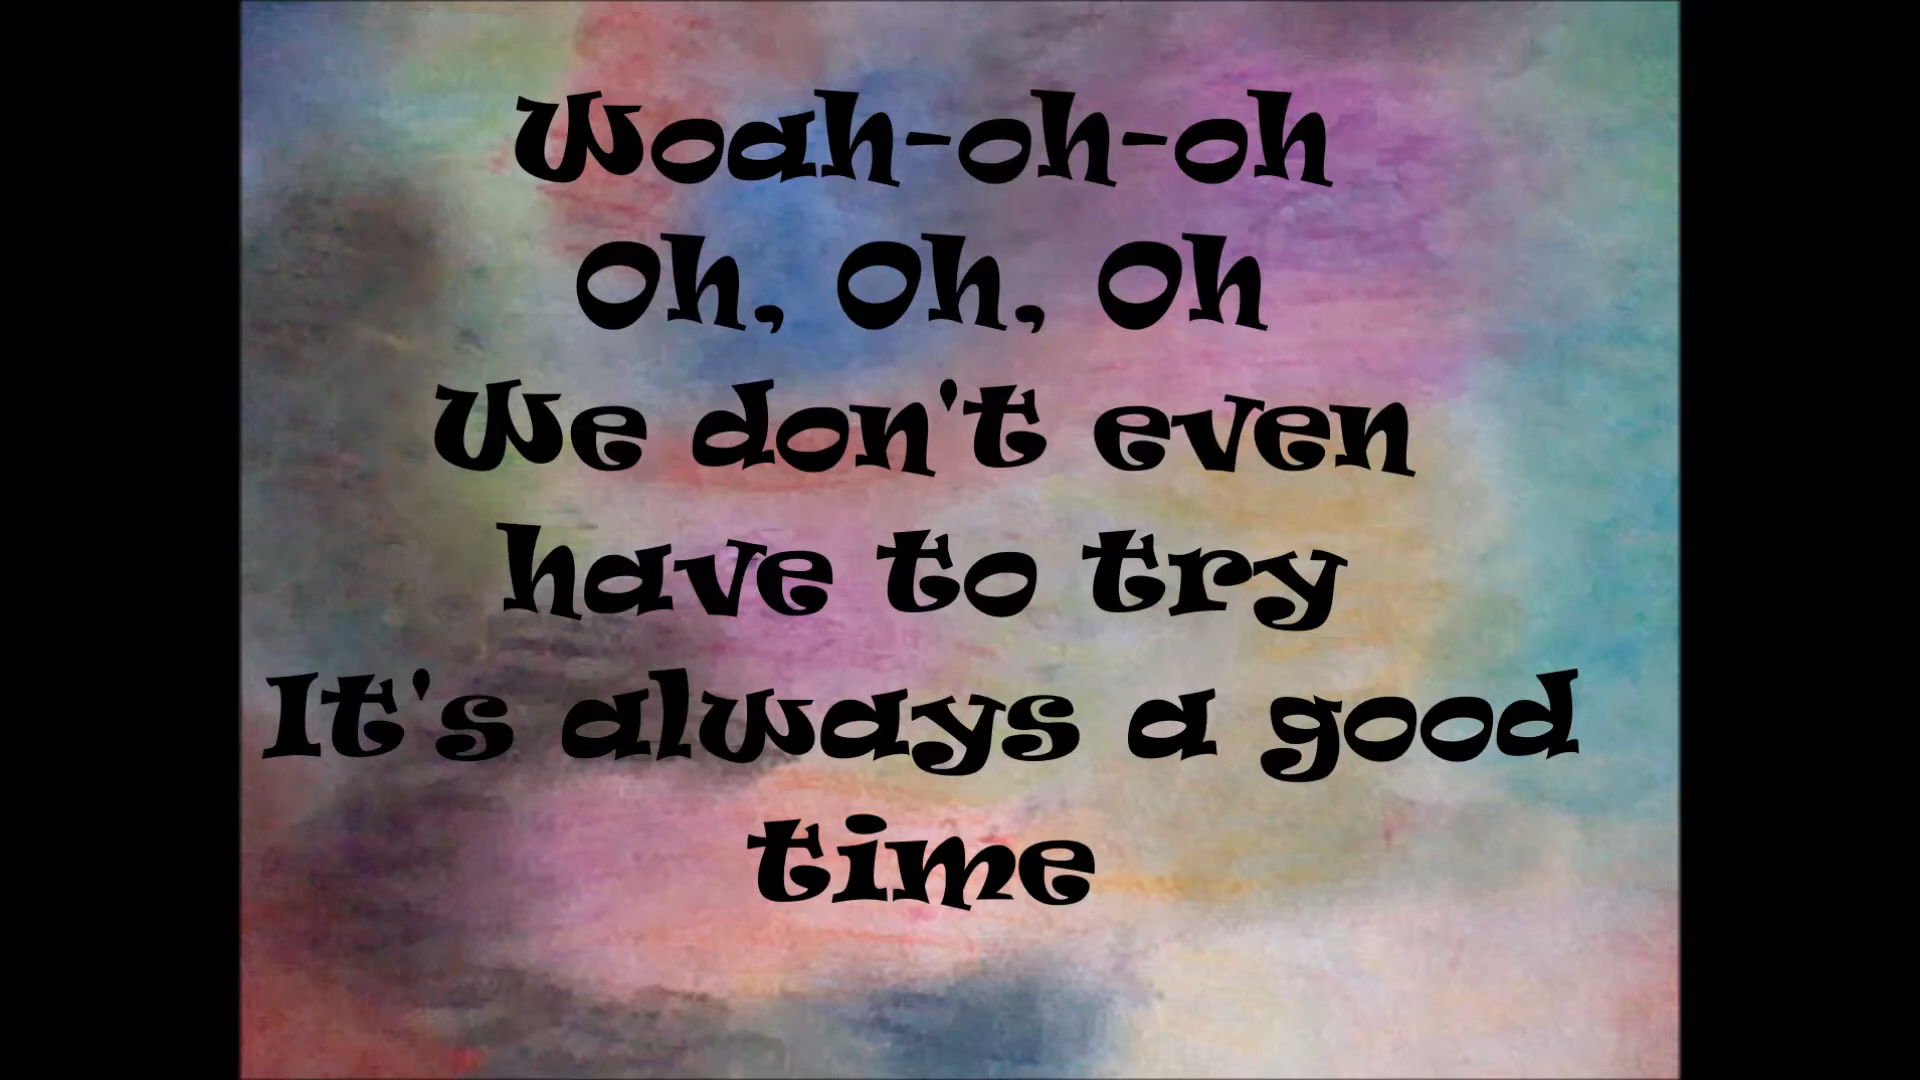 Woah-oh-oh
Oh, Oh, Oh
We don't even
have to try
It's always a good
time